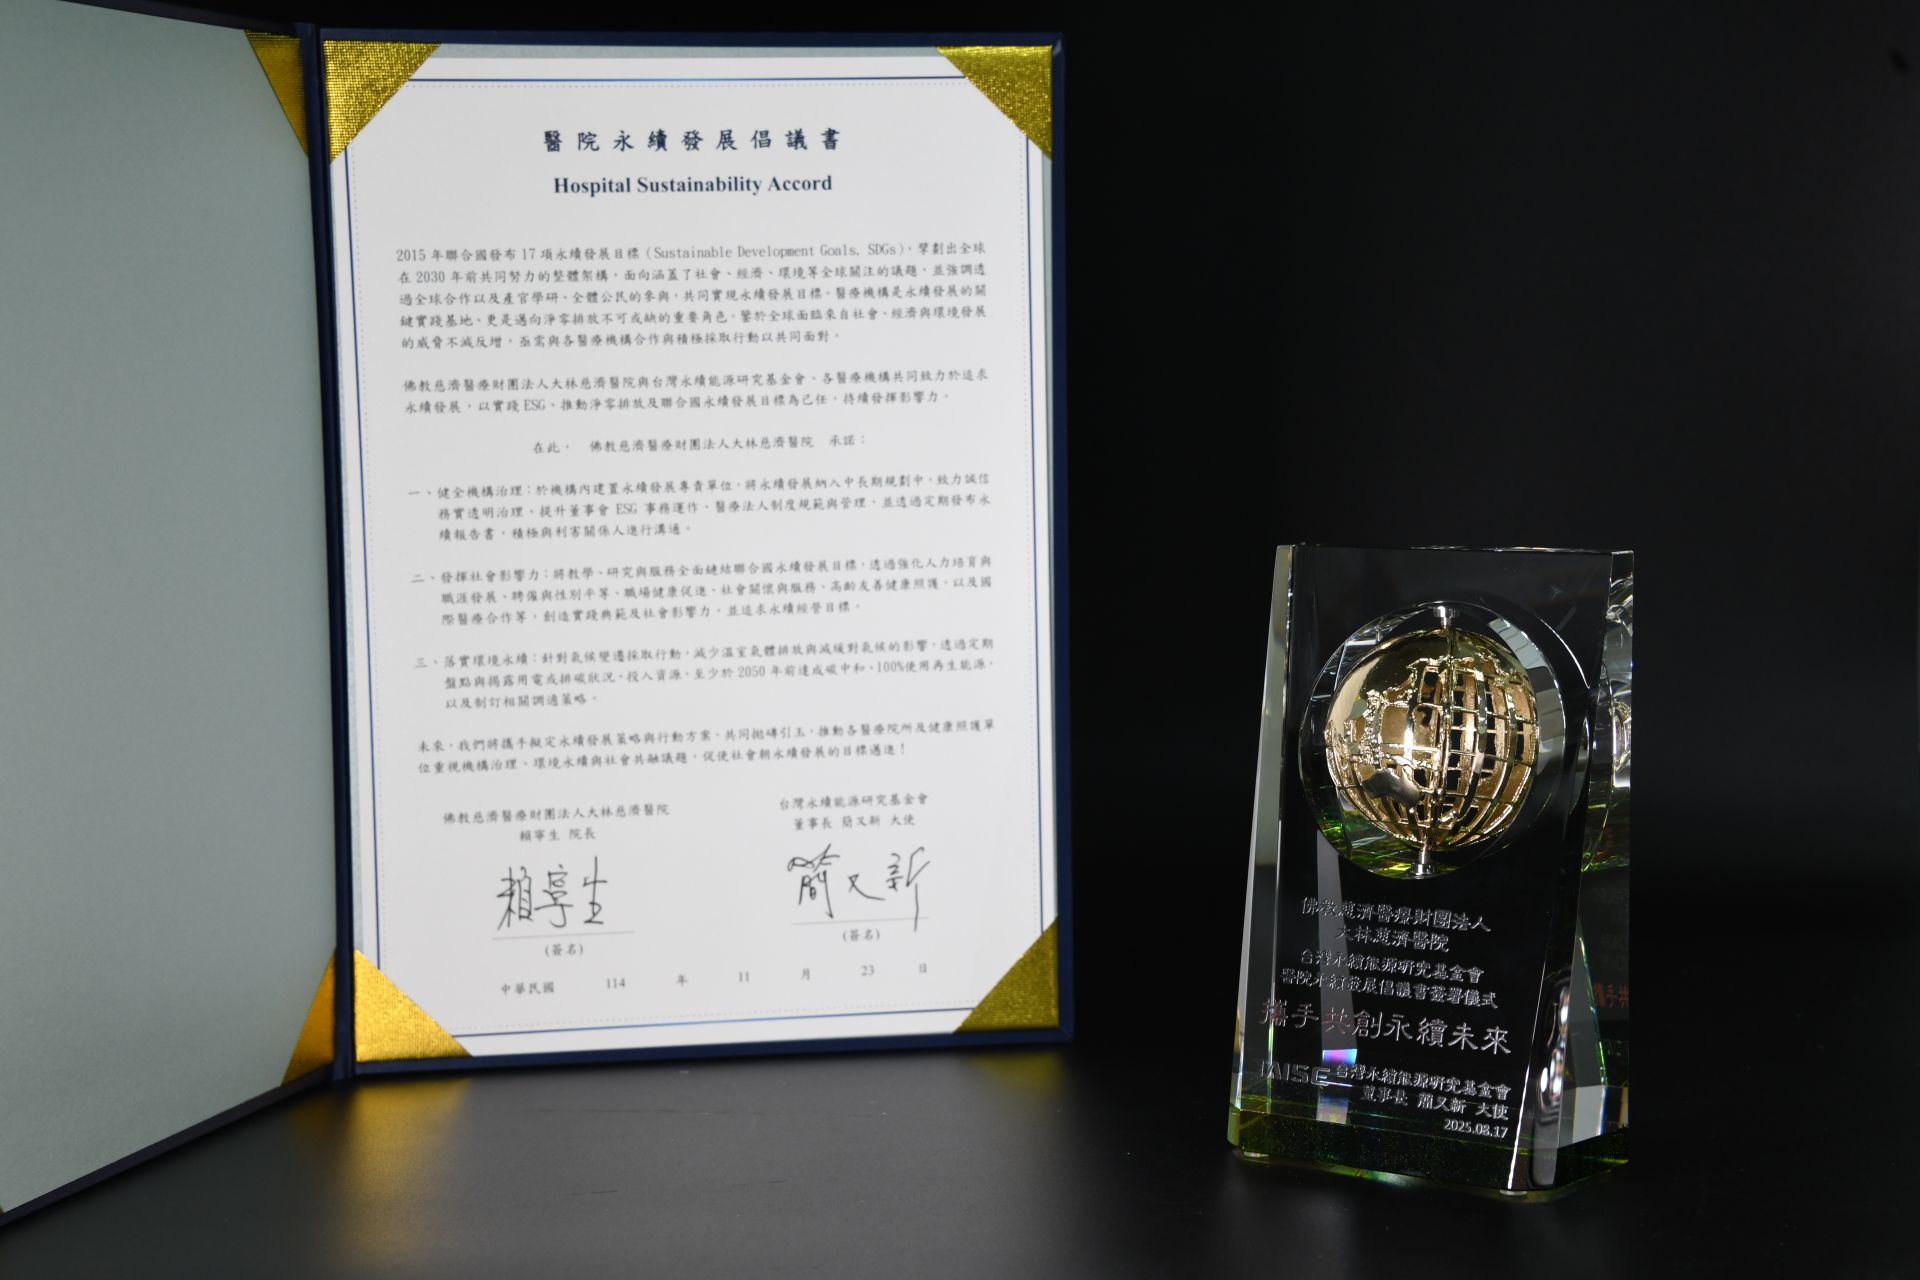 醫院永續發展倡議書
Hospital Sustainability Accord
2015 年聯合國發布 17 項永續發展目標 (Sustainable Development Goals, SDGs)，擘劃出全球
在 2030 年前共同努力的整體架構，面向涵蓋了社會、經濟、環境等全球關注的議題，並強調透
過全球合作以及產官學研、全體公民的參與，共同實現永續發展目標。醫療機構是永續發展的關
鍵實踐基地、更是邁向淨零排放不可或缺的重要角色。鑒於全球面臨來自社會、經濟與環境發展
的威脅不減反增，亟需與各醫療機構合作與積極採取行動以共同面對。
佛教慈濟醫療財團法人大林慈濟醫院與台灣永續能源研究基金會、各醫療機構共同致力於追求
永續發展，以實踐 ESG、推動淨零排放及聯合國永續發展目標為己任，持續發揮影響力。
在此， 佛教慈濟醫療財團法人大林慈濟醫院 承諾：
一、健全機構治理：於機構內建置永續發展專責單位，將永續發展納入中長期規劃中，致力誠信
務實透明治理、提升董事會 ESG 事務運作、醫療法人制度規範與管理，並透過定期發布永
續報告書，積極與利害關係人進行溝通。
二、發揮社會影響力：將教學、研究與服務全面鏈結聯合國永續發展目標，透過強化人力培育與
職涯發展、聘僱與性別平等、職場健康促進、社會關懷與服務、高齡友善健康照護，以及國
際醫療合作等，創造實踐典範及社會影響力，並追求永續經營目標。
三、落實環境永續：針對氣候變遷採取行動，減少溫室氣體排放與減緩對氣候的影響，透過定期
盤點與揭露用電或排碳狀況、投入資源，至少於 2050 年前達成碳中和、100%使用再生能源，
以及制訂相關調適策略。
未來，我們將攜手擬定永續發展策略與行動方案，共同拋磚引玉，推動各醫療院所及健康照護單
位重視機構治理、環境永續與社會共融議題，促使社會朝永續發展的目標邁進！
佛教慈濟醫療財團法人大林慈濟醫院
賴寧生 院長
賴寧生
(簽名)
台灣永續能源研究基金會
董事長 簡又新 大使
簡又新
(簽名)
中華民國 114 年 11 月 23 日
佛教慈濟醫療財團法人
大林慈濟醫院
台灣永續能源研究基金會
醫院永續發展倡議書簽署儀式
攜手共創永續未來
TAISE 台灣永續能源研究基金會
董事長 簡又新 大使
2025.08.17